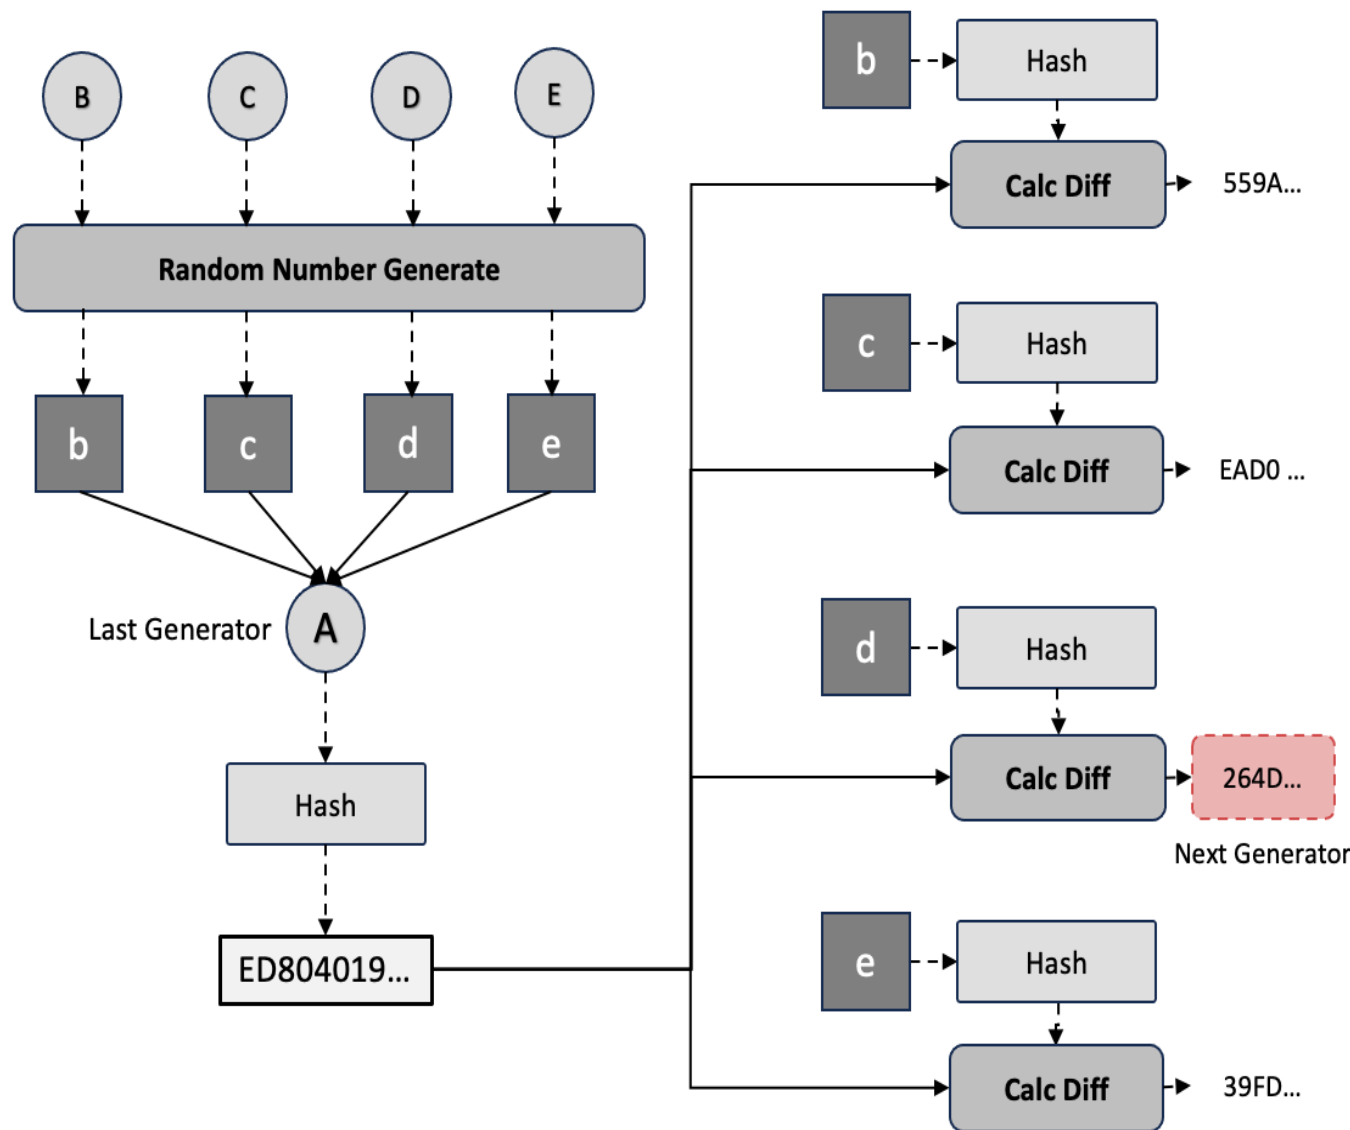 B
C
D
E
Random Number Generate
b
c
d
e
Last Generator
A
Hash
ED804019...
b
Hash
Calc Diff
559A...
c
Hash
Calc Diff
EAD0 ...
d
Hash
Calc Diff
264D...
Next Generator
e
Hash
Calc Diff
39FD...